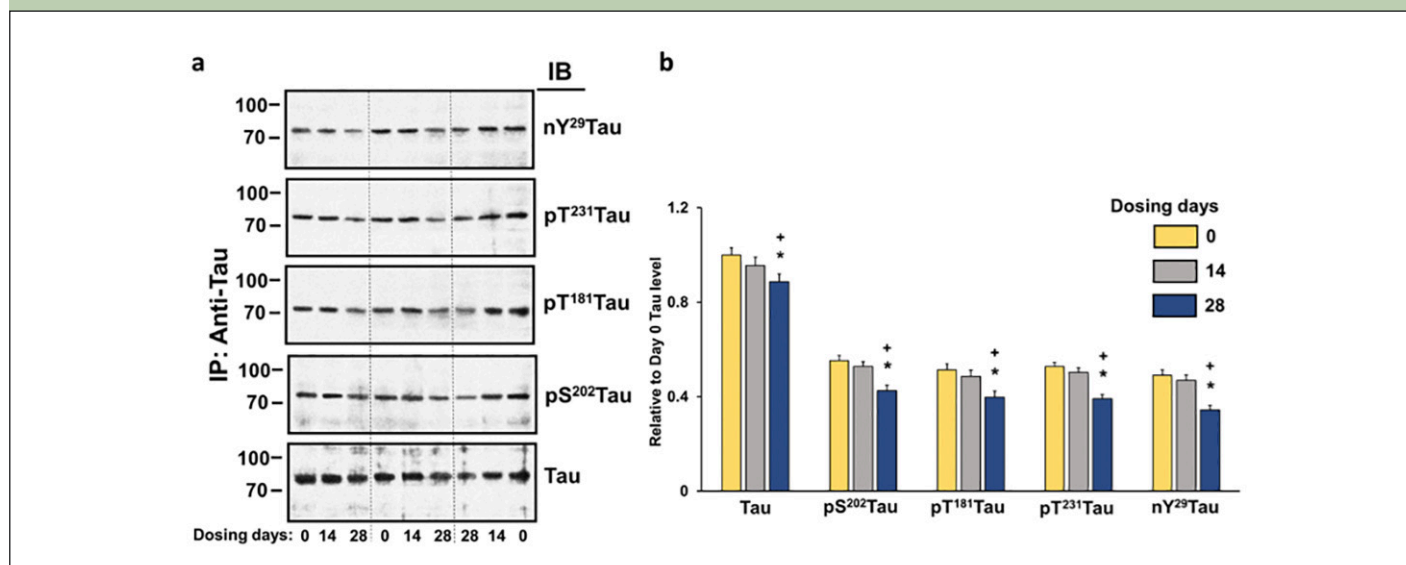 a
IB
100–
70–
nY²⁹Tau
100–
70–
pT²³¹Tau
100–
70–
pT¹⁸¹Tau
100–
70–
pS²⁰²Tau
100–
70–
Tau
IP: Anti-Tau
Dosing days: 0 14 28 0 14 28 28 14 0
b
Dosing days
0
14
28
Relative to Day 0 Tau level
1.2
0.8
0.4
0
+ + + + +
* * * * *
Tau pS²⁰²Tau pT¹⁸¹Tau pT²³¹Tau nY²⁹Tau